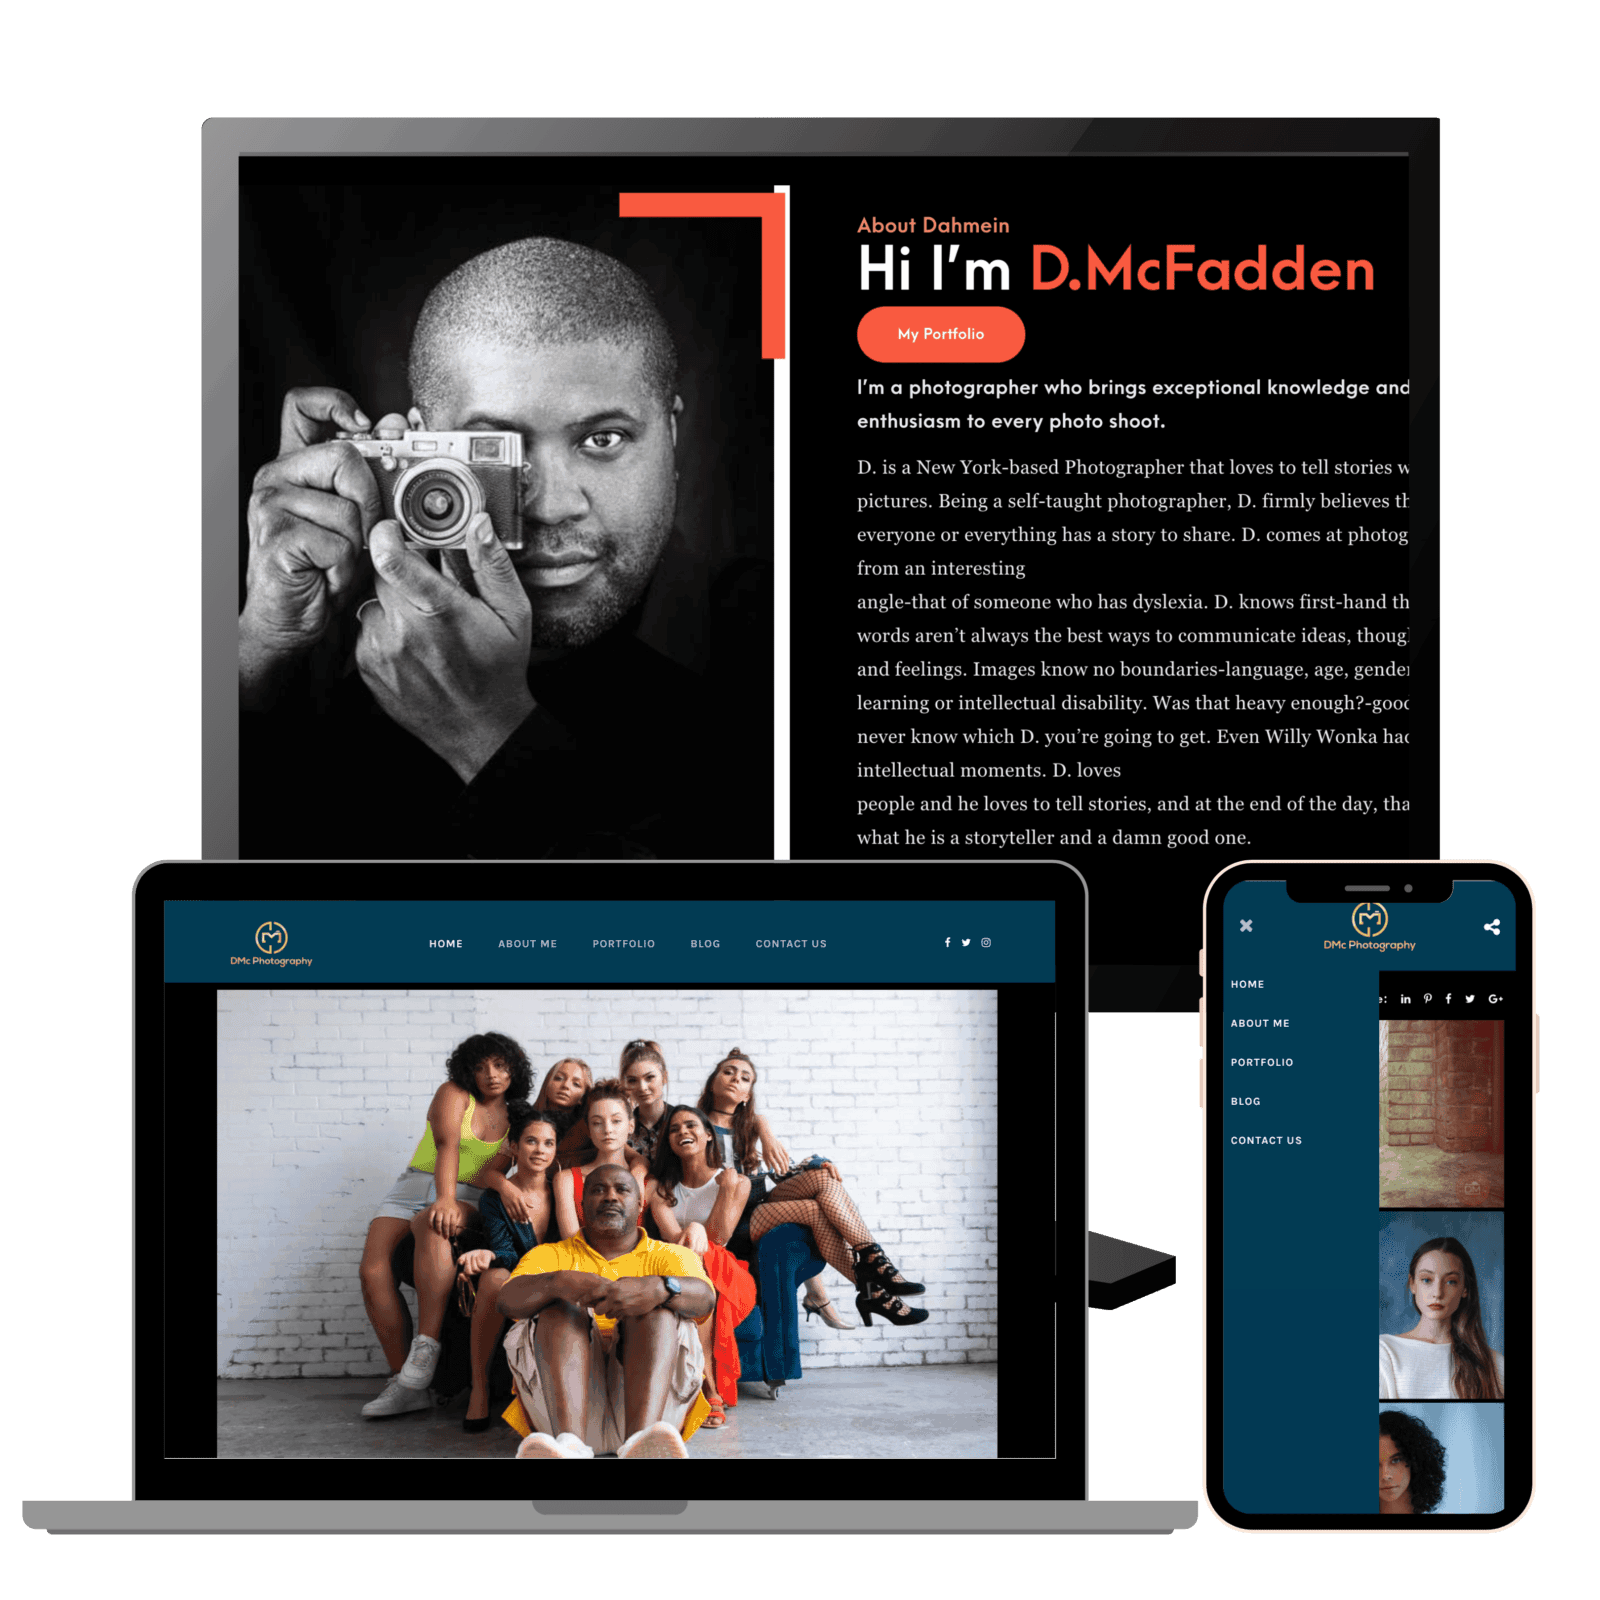 About Dahmein
Hi I'm D.McFadden
My Portfolio
I'm a photographer who brings exceptional knowledge and
enthusiasm to every photo shoot.
D. is a New York-based Photographer that loves to tell stories w
pictures. Being a self-taught photographer, D. firmly believes th
everyone or everything has a story to share. D. comes at photog
from an interesting
angle-that of someone who has dyslexia. D. knows first-hand th
words aren't always the best ways to communicate ideas, thoug
and feelings. Images know no boundaries-language, age, gender
learning or intellectual disability. Was that heavy enough?-good
never know which D. you're going to get. Even Willy Wonka had
intellectual moments. D. loves
people and he loves to tell stories, and at the end of the day, tha
what he is a storyteller and a damn good one.
DMc Photography
HOME ABOUT ME PORTFOLIO BLOG CONTACT US
DMc Photography
HOME
ABOUT ME
PORTFOLIO
BLOG
CONTACT US
e: